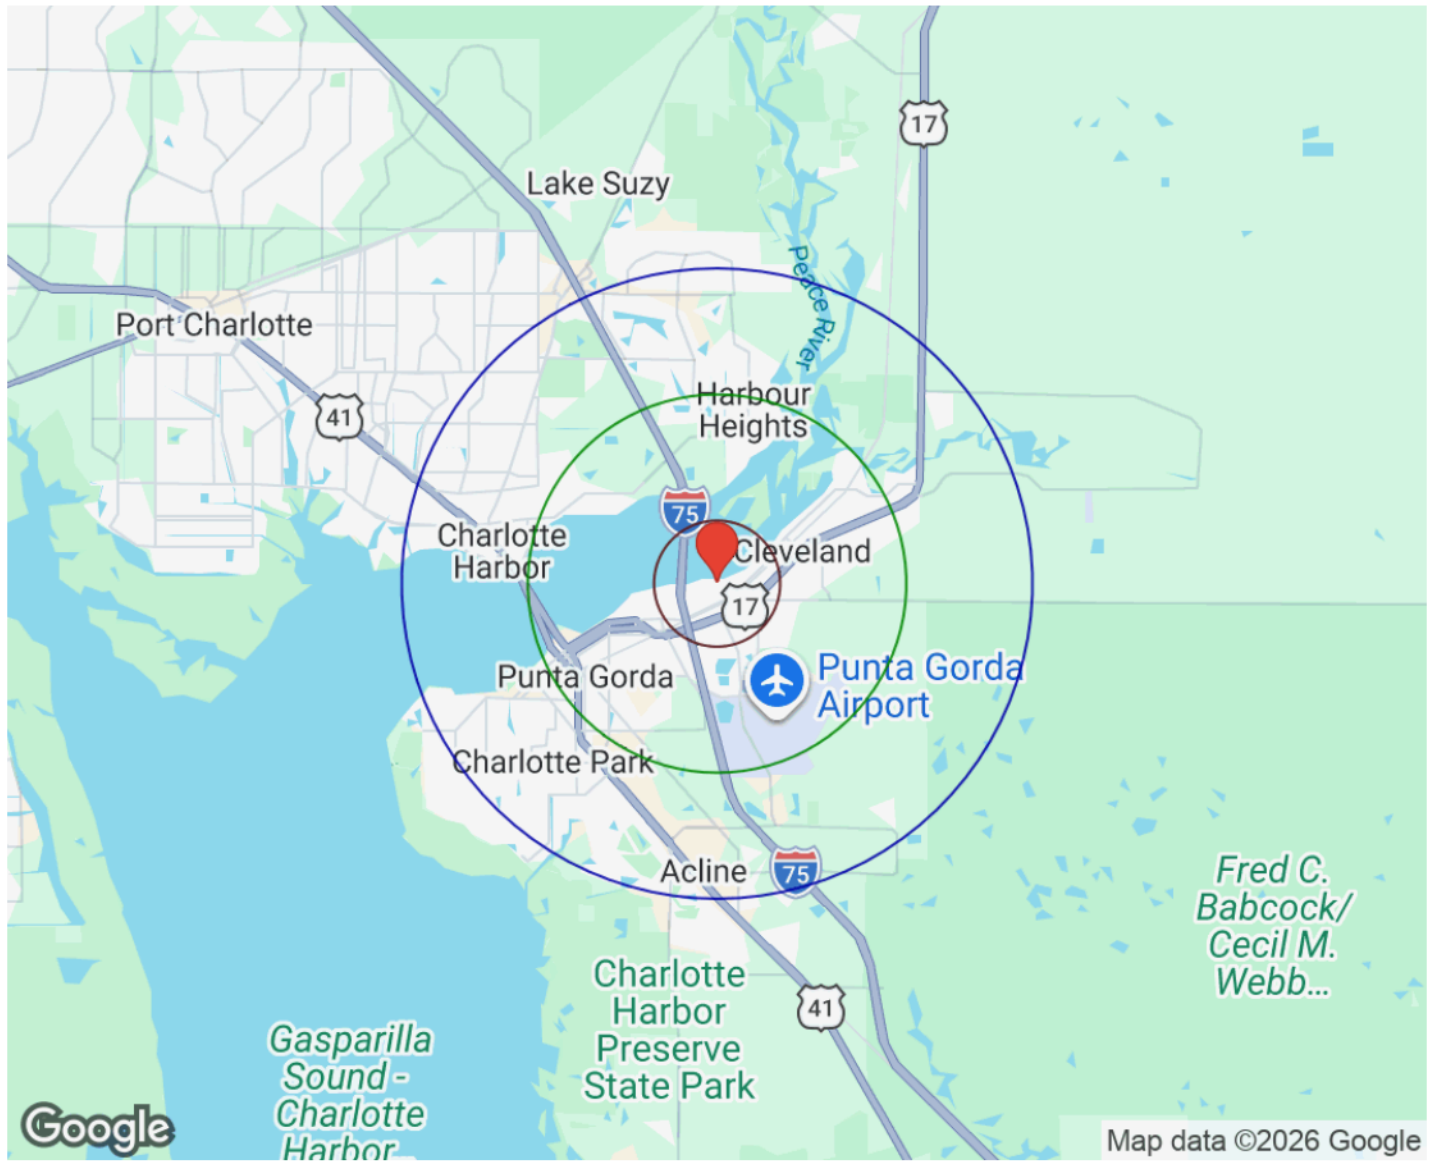 17
Lake Suzy
Peace River
Port Charlotte
Harbour
Heights
41
75
Charlotte
Harbor
Cleveland
17
Punta Gorda
Punta Gorda
Airport
Charlotte Park
Acline
75
Fred C.
Babcock/
Cecil M.
Webb...
Charlotte
Harbor
Preserve
State Park
41
Gasparilla
Sound -
Charlotte
Harbor...
Google
Map data ©2026 Google